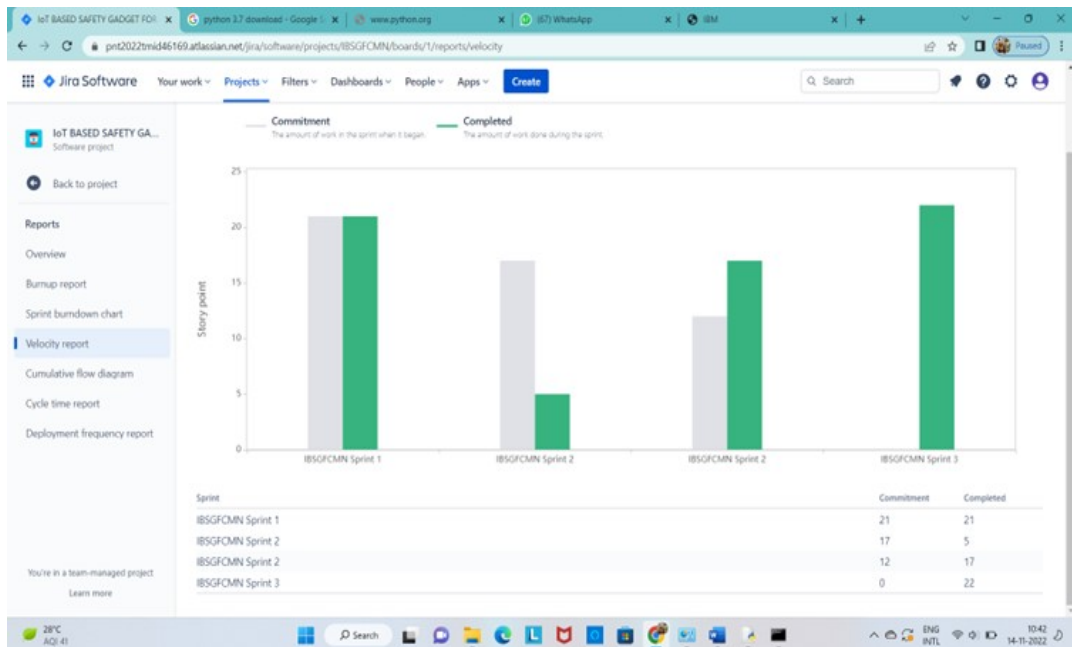 IoT BASED SAFETY GADGET FOR
python 3.7 download - Google S
www.python.org
(67) WhatsApp
IBM
pnt2022tmid46169.atlassian.net/jira/software/projects/IBSGFCMN/boards/1/reports/velocity
Paused
Jira Software Your work Projects Filters Dashboards People Apps Create Search
IoT BASED SAFETY GA...
Software project
Back to project
Reports
Overview
Burnup report
Sprint burndown chart
Velocity report
Cumulative flow diagram
Cycle time report
Deployment frequency report
You're in a team-managed project
Learn more
Commitment
The amount of work in the sprint when it began.
Completed
The amount of work done during the sprint.
Story point
25
20
15
10
5
0
IBSGFCMN Sprint 1 IBSGFCMN Sprint 2 IBSGFCMN Sprint 2 IBSGFCMN Sprint 3
Sprint Commitment Completed
IBSGFCMN Sprint 1 21 21
IBSGFCMN Sprint 2 17 5
IBSGFCMN Sprint 2 12 17
IBSGFCMN Sprint 3 0 22
28°C
AQI 41
Search
ENG
INTL
10:42
14-11-2022